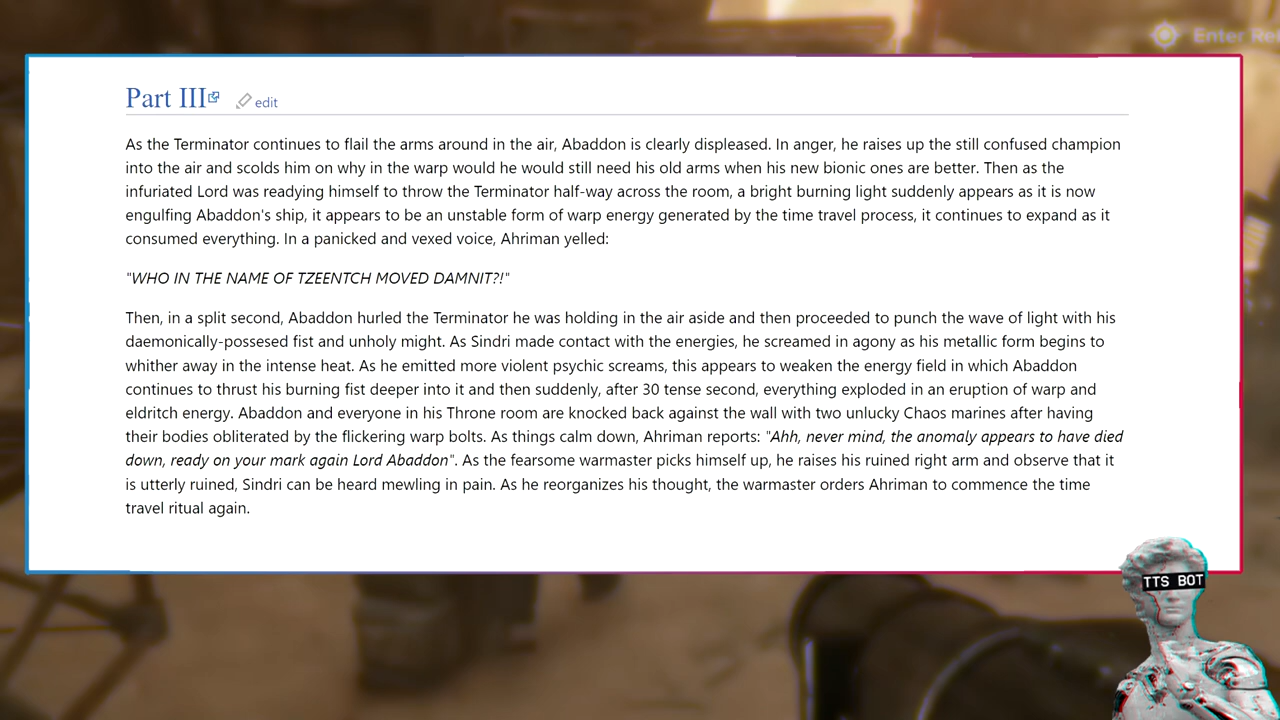 Enter Re
Part III edit
As the Terminator continues to flail the arms around in the air, Abaddon is clearly displeased. In anger, he raises up the still confused champion
into the air and scolds him on why in the warp would he would still need his old arms when his new bionic ones are better. Then as the
infuriated Lord was readying himself to throw the Terminator half-way across the room, a bright burning light suddenly appears as it is now
engulfing Abaddon's ship, it appears to be an unstable form of warp energy generated by the time travel process, it continues to expand as it
consumed everything. In a panicked and vexed voice, Ahriman yelled:
"WHO IN THE NAME OF TZEENTCH MOVED DAMNIT?!"
Then, in a split second, Abaddon hurled the Terminator he was holding in the air aside and then proceeded to punch the wave of light with his
daemonically-possesed fist and unholy might. As Sindri made contact with the energies, he screamed in agony as his metallic form begins to
whither away in the intense heat. As he emitted more violent psychic screams, this appears to weaken the energy field in which Abaddon
continues to thrust his burning fist deeper into it and then suddenly, after 30 tense second, everything exploded in an eruption of warp and
eldritch energy. Abaddon and everyone in his Throne room are knocked back against the wall with two unlucky Chaos marines after having
their bodies obliterated by the flickering warp bolts. As things calm down, Ahriman reports: "Ahh, never mind, the anomaly appears to have died
down, ready on your mark again Lord Abaddon". As the fearsome warmaster picks himself up, he raises his ruined right arm and observe that it
is utterly ruined, Sindri can be heard mewling in pain. As he reorganizes his thought, the warmaster orders Ahriman to commence the time
travel ritual again.
TTS BOT